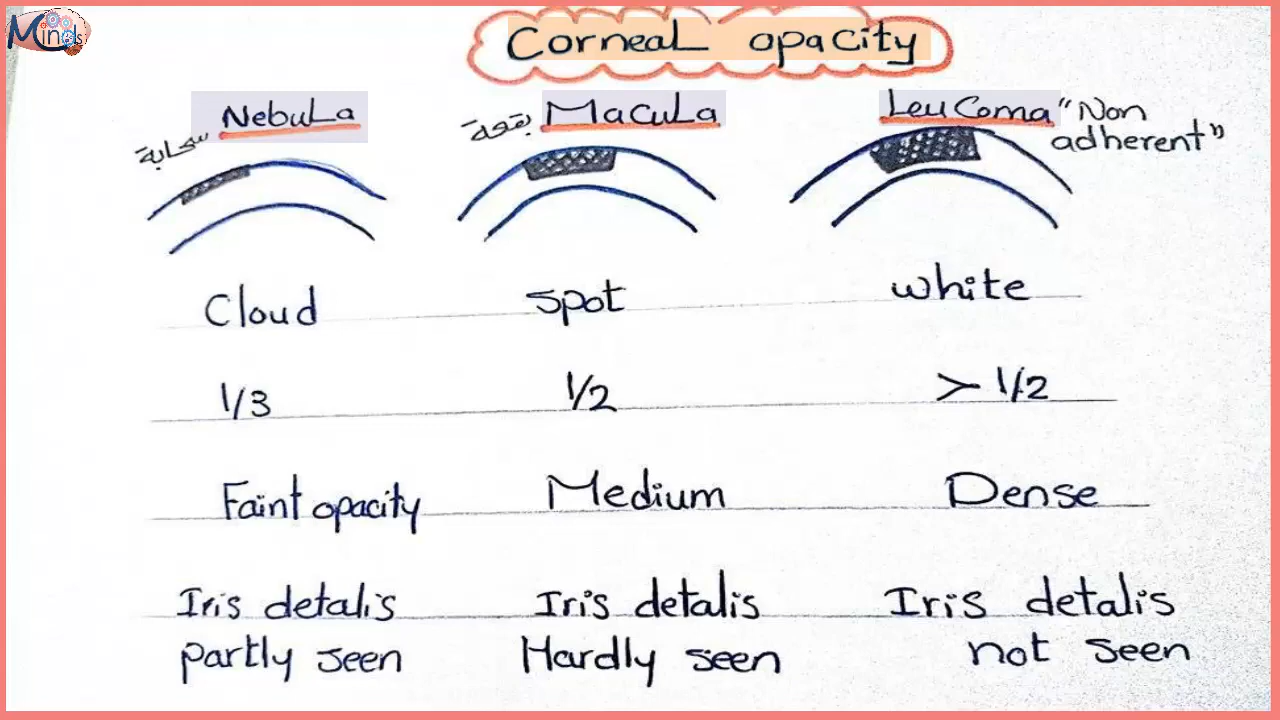 Minds
Corneal opacity
Nebula
سحابة
Macula
بقعة
Leucoma "Non
adherent"
Cloud
spot
white
1/3
1/2
> 1/2
Faint opacity
Medium
Dense
Iris detalis
partly seen
Iris detalis
Hardly seen
Iris detalis
not seen